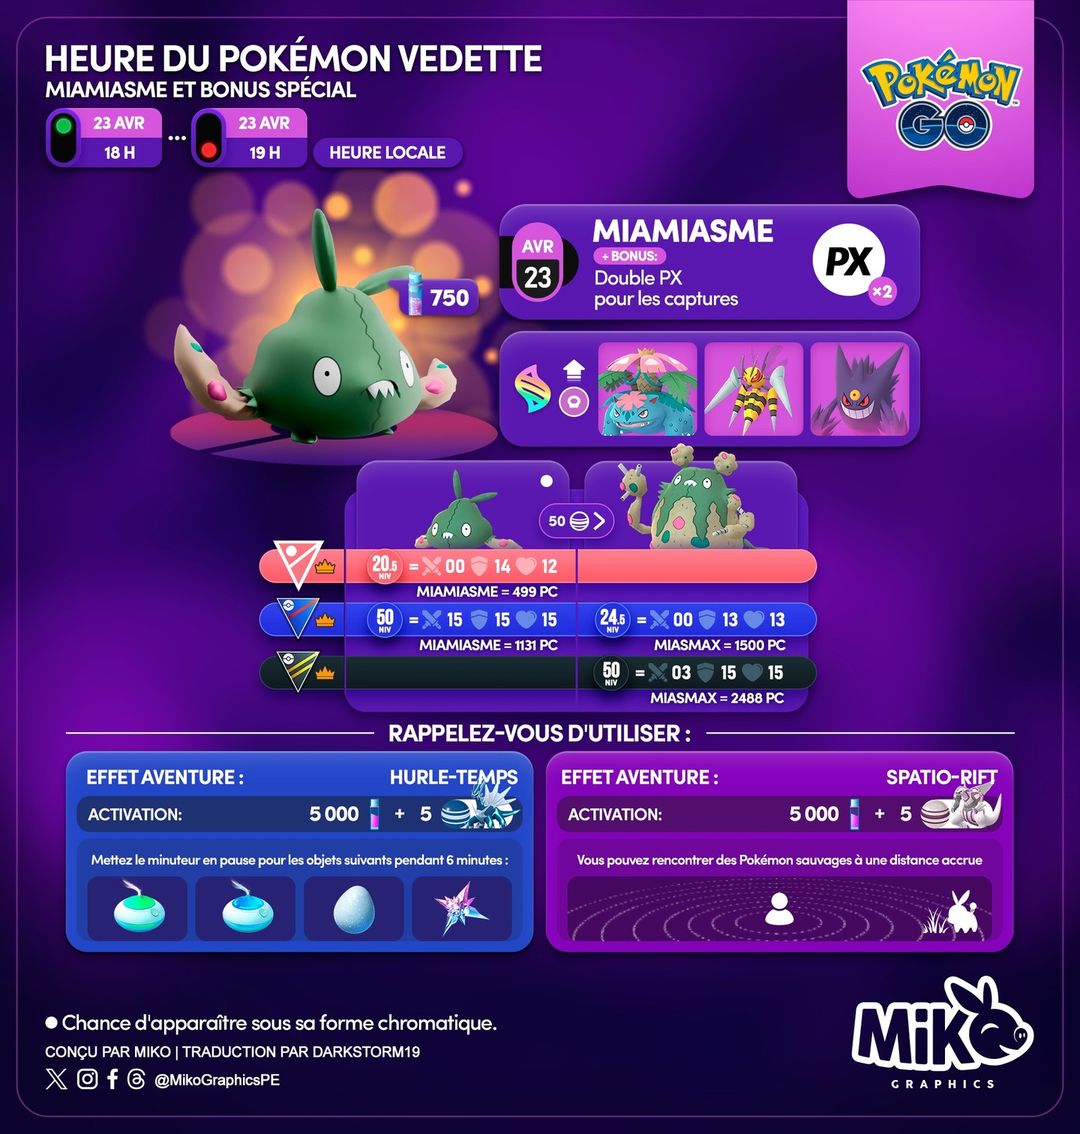 HEURE DU POKÉMON VEDETTE
MIAMIASME ET BONUS SPÉCIAL
23 AVR
18 H
...
23 AVR
19 H
HEURE LOCALE
POKÉMON
GO
750
AVR
23
MIAMIASME
+ BONUS:
Double PX
pour les captures
PX
×2
50
20.5
NIV
= 00 14 12
MIAMIASME = 499 PC
50
NIV
= 15 15 15
MIAMIASME = 1131 PC
24.5
NIV
= 00 13 13
MIASMAX = 1500 PC
50
NIV
= 03 15 15
MIASMAX = 2488 PC
RAPPELEZ-VOUS D'UTILISER :
EFFET AVENTURE : HURLE-TEMPS
ACTIVATION: 5 000 + 5
Mettez le minuteur en pause pour les objets suivants pendant 6 minutes :
EFFET AVENTURE : SPATIO-RIFT
ACTIVATION: 5 000 + 5
Vous pouvez rencontrer des Pokémon sauvages à une distance accrue
Chance d'apparaître sous sa forme chromatique.
CONÇU PAR MIKO | TRADUCTION PAR DARKSTORM19
@MikoGraphicsPE
MiKO
GRAPHICS